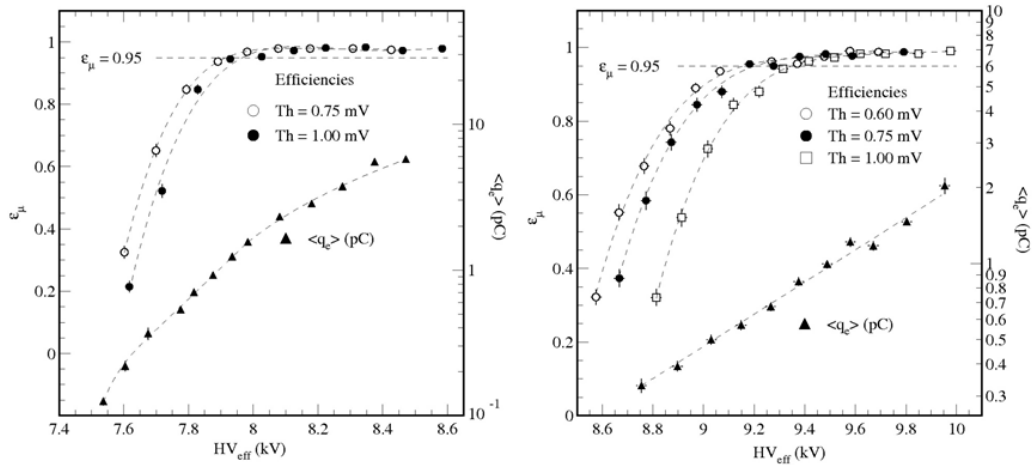 1
0.8
0.6
0.4
0.2
0
ε_μ
ε_μ = 0.95
Efficiencies
Th = 0.75 mV
Th = 1.00 mV
<q_e> (pC)
10
1
10^-1
<q_e> (pC)
7.4 7.6 7.8 8 8.2 8.4 8.6
HV_eff (kV)
1
0.8
0.6
0.4
0.2
0
ε_μ
ε_μ = 0.95
Efficiencies
Th = 0.60 mV
Th = 0.75 mV
Th = 1.00 mV
<q_e> (pC)
10
9
8
7
6
5
4
3
2
1
0.9
0.8
0.7
0.6
0.5
0.4
0.3
<q_e> (pC)
8.6 8.8 9 9.2 9.4 9.6 9.8 10
HV_eff (kV)